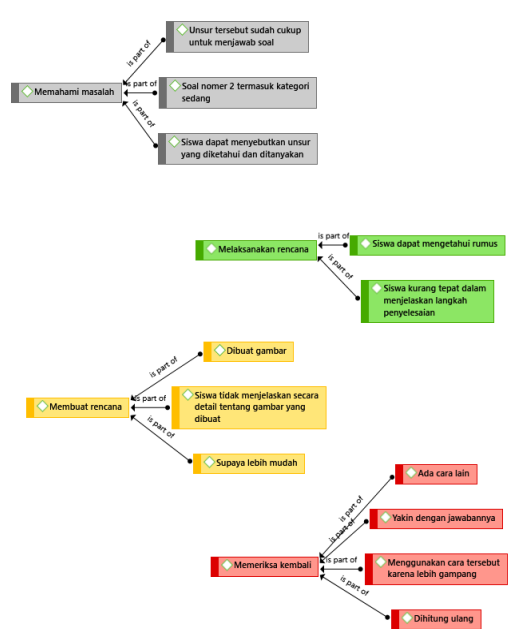 Unsur tersebut sudah cukup
untuk menjawab soal
is part of
Memahami masalah
is part of
Soal nomer 2 termasuk kategori
sedang
is part of
Siswa dapat menyebutkan unsur
yang diketahui dan ditanyakan
Melaksanakan rencana
is part of
Siswa dapat mengetahui rumus
is part of
Siswa kurang tepat dalam
menjelaskan langkah
penyelesaian
Dibuat gambar
is part of
Membuat rencana
is part of
Siswa tidak menjelaskan secara
detail tentang gambar yang
dibuat
is part of
Supaya lebih mudah
Ada cara lain
is part of
Yakin dengan jawabannya
is part of
Memeriksa kembali
is part of
Menggunakan cara tersebut
karena lebih gampang
is part of
Dihitung ulang